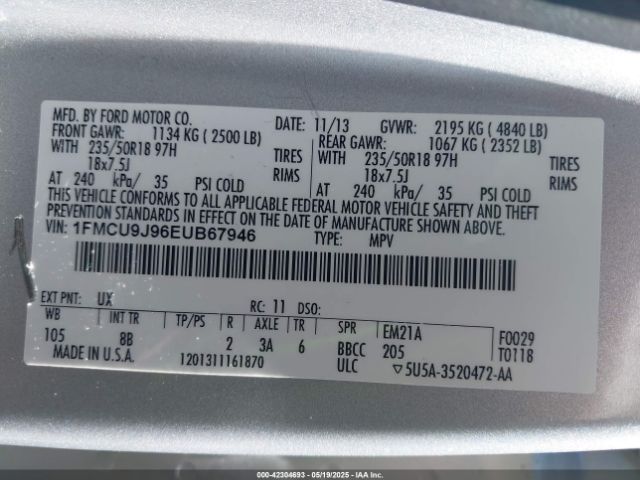 MFD. BY FORD MOTOR CO. DATE: 11/13 GVWR: 2195 KG ( 4840 LB)
FRONT GAWR: 1134 KG ( 2500 LB) REAR GAWR: 1067 KG ( 2352 LB)
WITH 235/50R18 97H TIRES WITH 235/50R18 97H TIRES
18x7.5J RIMS 18x7.5J RIMS
AT 240 kPa/ 35 PSI COLD AT 240 kPa/ 35 PSI COLD
THIS VEHICLE CONFORMS TO ALL APPLICABLE FEDERAL MOTOR VEHICLE SAFETY AND THEFT
PREVENTION STANDARDS IN EFFECT ON THE DATE OF MANUFACTURE SHOWN ABOVE.
VIN: 1FMCU9J96EUB67946 TYPE: MPV
EXT PNT: UX RC: 11 DSO:
WB INT TR TP/PS R AXLE TR SPR EM21A F0029
105 8B 2 3A 6 BBCC 205 T0118
MADE IN U.S.A. 1201311161870 ULC ▽5U5A-3520472-AA
000-42304693 - 05/19/2025 - IAAI.COM